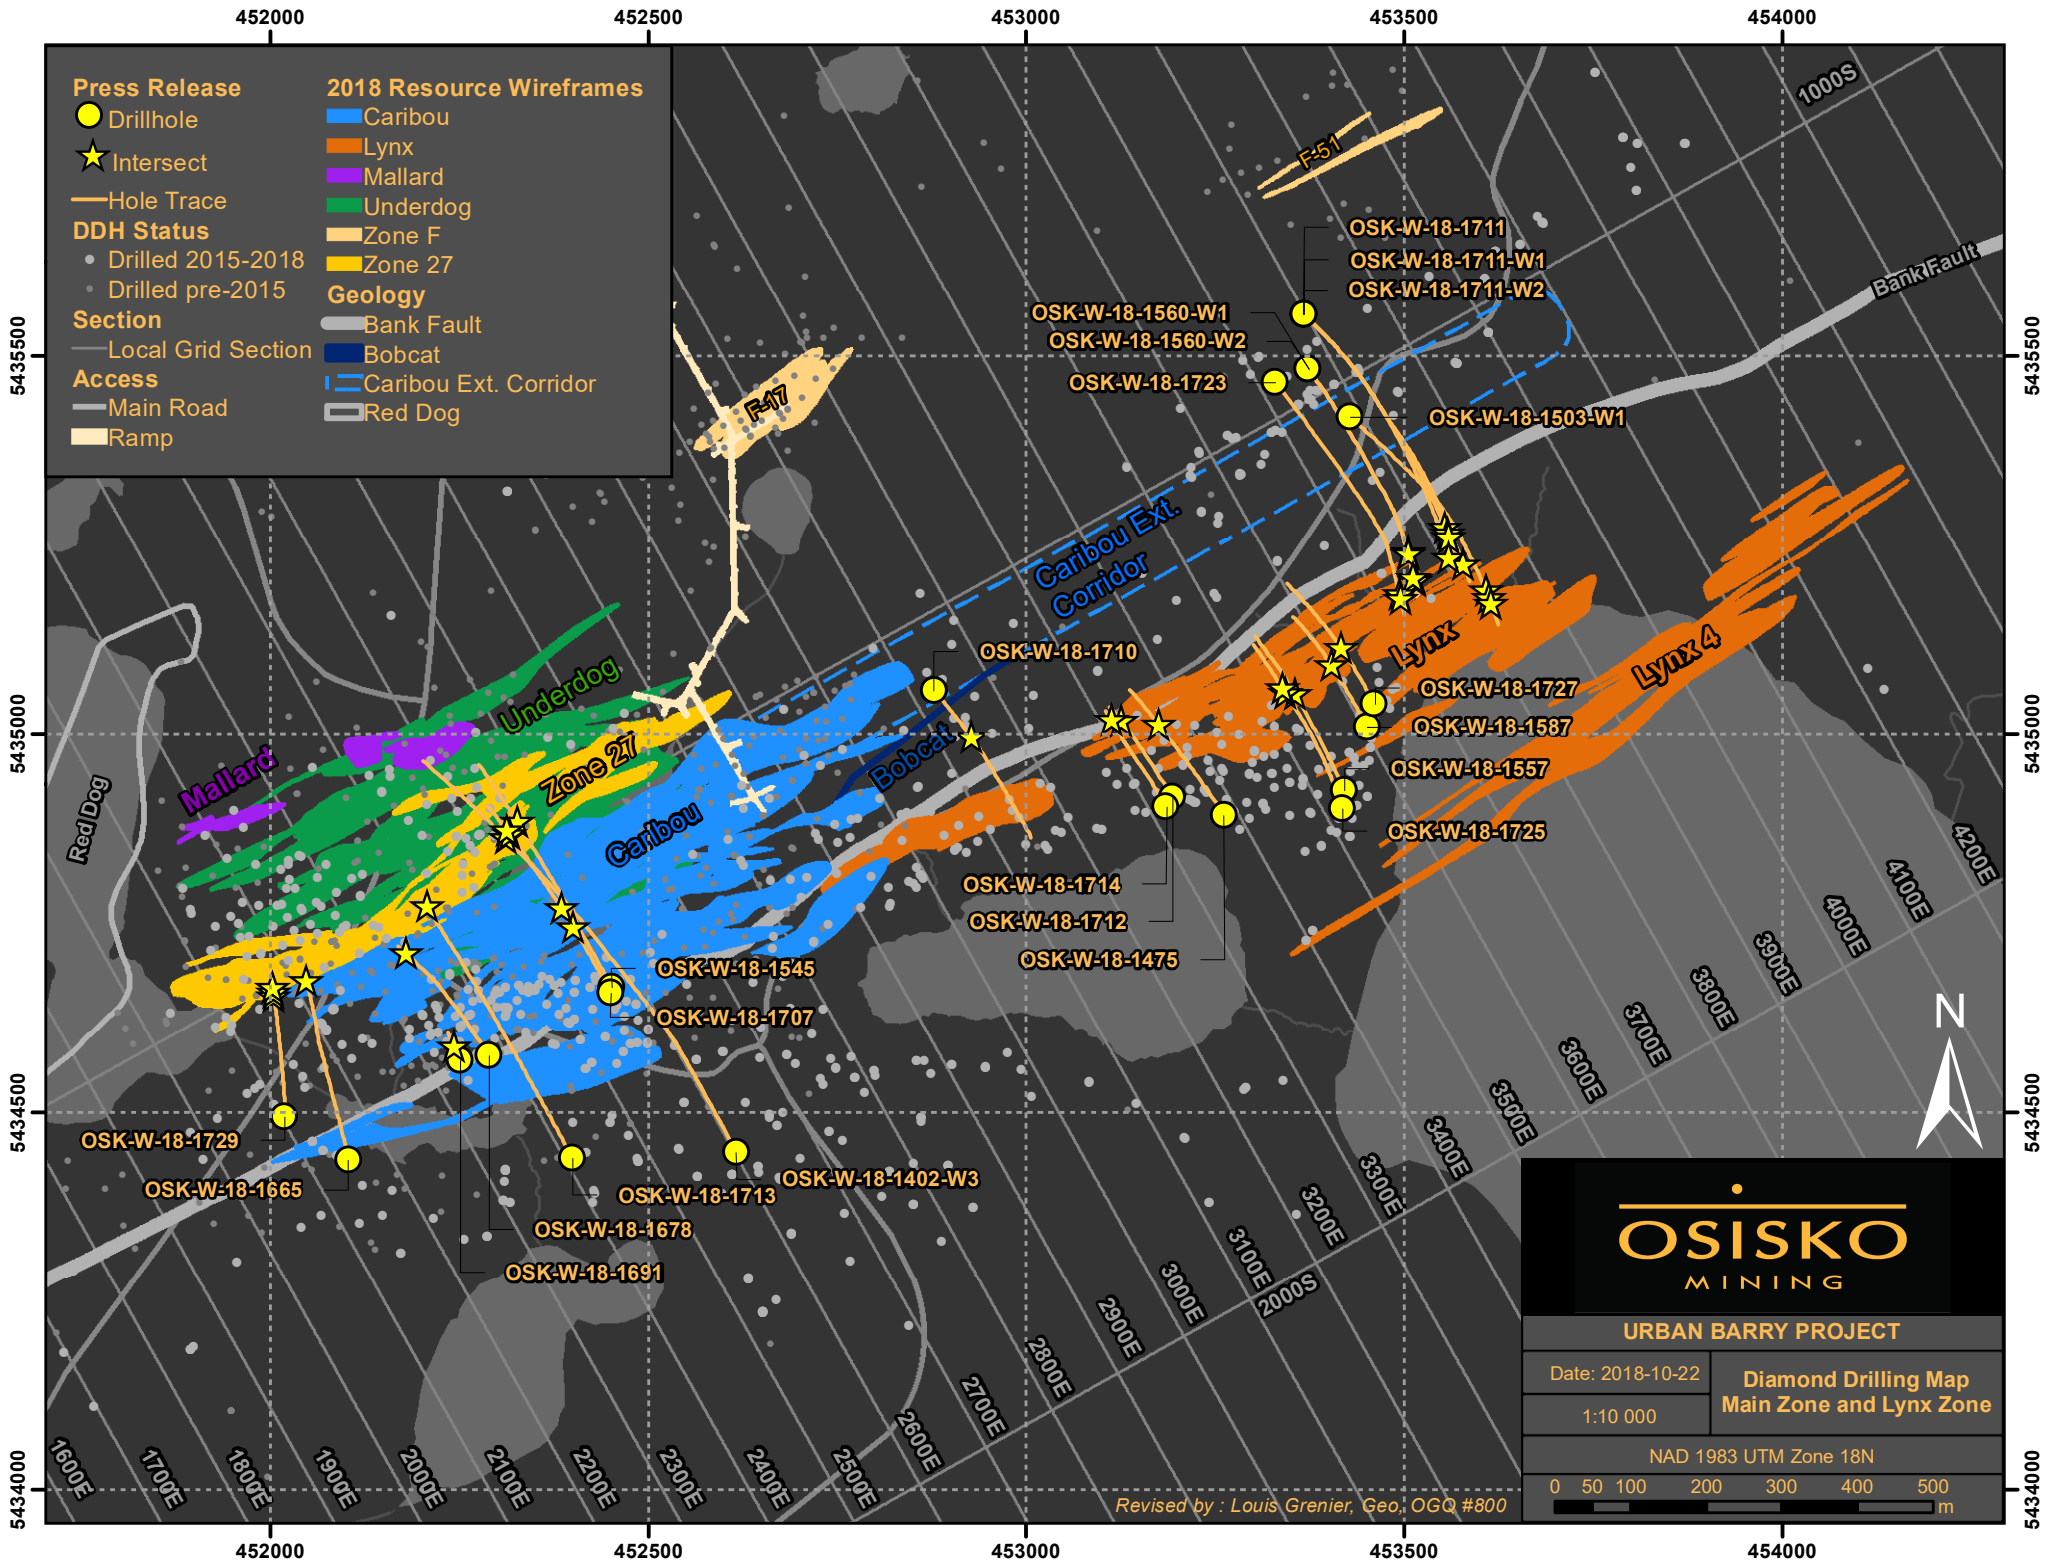 452000 452500 453000 453500 454000
Press Release
Drillhole
Intersect
Hole Trace
DDH Status
Drilled 2015-2018
Drilled pre-2015
Section
Local Grid Section
Access
Main Road
Ramp
2018 Resource Wireframes
Caribou
Lynx
Mallard
Underdog
Zone F
Zone 27
Geology
Bank Fault
Bobcat
Caribou Ext. Corridor
Red Dog
1000S
F-51
OSK-W-18-1711
OSK-W-18-1711-W1
OSK-W-18-1711-W2
Bank Fault
OSK-W-18-1560-W1
OSK-W-18-1560-W2
OSK-W-18-1723
OSK-W-18-1503-W1
5435500
5435500
F-17
Caribou Ext.
Corridor
OSK-W-18-1710
Lynx
Lynx 4
OSK-W-18-1727
OSK-W-18-1587
OSK-W-18-1557
OSK-W-18-1725
Underdog
Mallard
Zone 27
Bobcat
Caribou
Red Dog
5435000
5435000
OSK-W-18-1714
OSK-W-18-1712
OSK-W-18-1475
OSK-W-18-1545
OSK-W-18-1707
5434500
5434500
OSK-W-18-1729
OSK-W-18-1665
OSK-W-18-1402-W3
OSK-W-18-1713
OSK-W-18-1678
OSK-W-18-1691
4200E
4100E
4000E
3900E
3800E
3700E
3600E
3500E
3400E
3300E
3200E
3100E
3000E
2000S
2900E
2800E
2700E
2600E
1600E
1700E
1800E
1900E
2000E
2100E
2200E
2300E
2400E
2500E
N
OSISKO
MINING
URBAN BARRY PROJECT
Date: 2018-10-22
1:10 000
Diamond Drilling Map
Main Zone and Lynx Zone
NAD 1983 UTM Zone 18N
0 50 100 200 300 400 500
m
Revised by : Louis Grenier, Geo, OGQ #800
5434000
5434000
452000 452500 453000 453500 454000